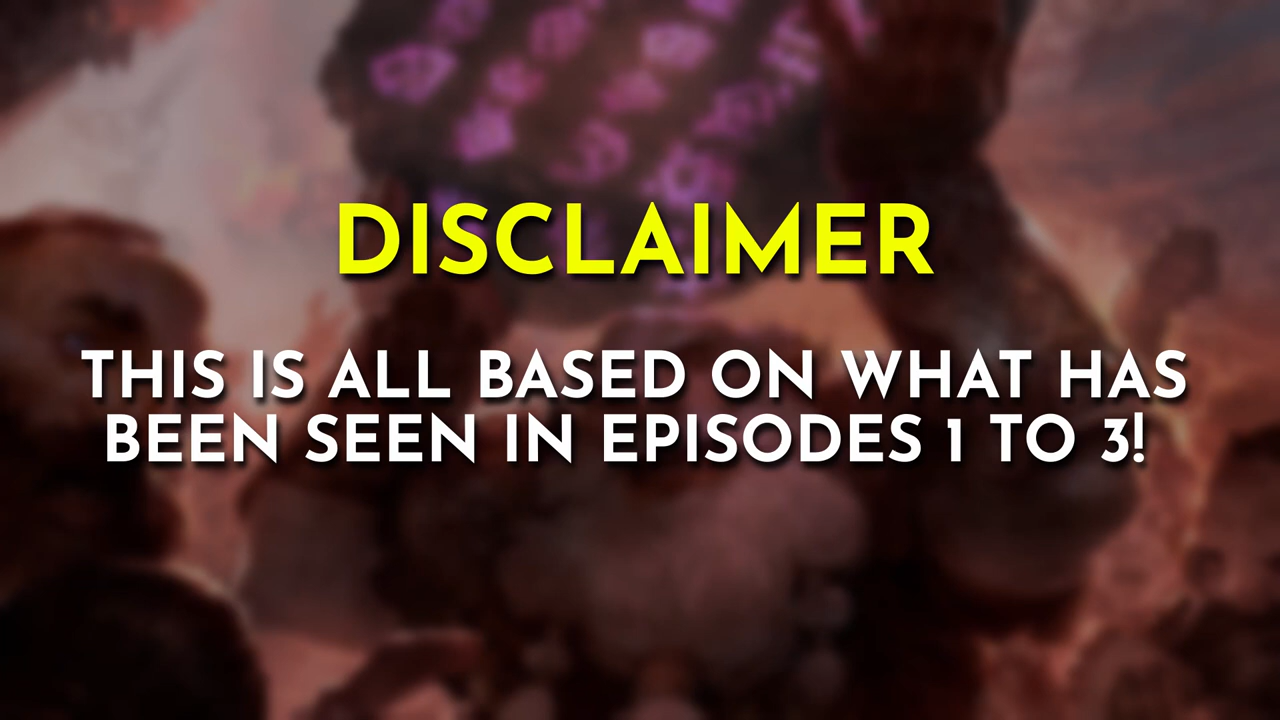 DISCLAIMER
THIS IS ALL BASED ON WHAT HAS
BEEN SEEN IN EPISODES 1 TO 3!